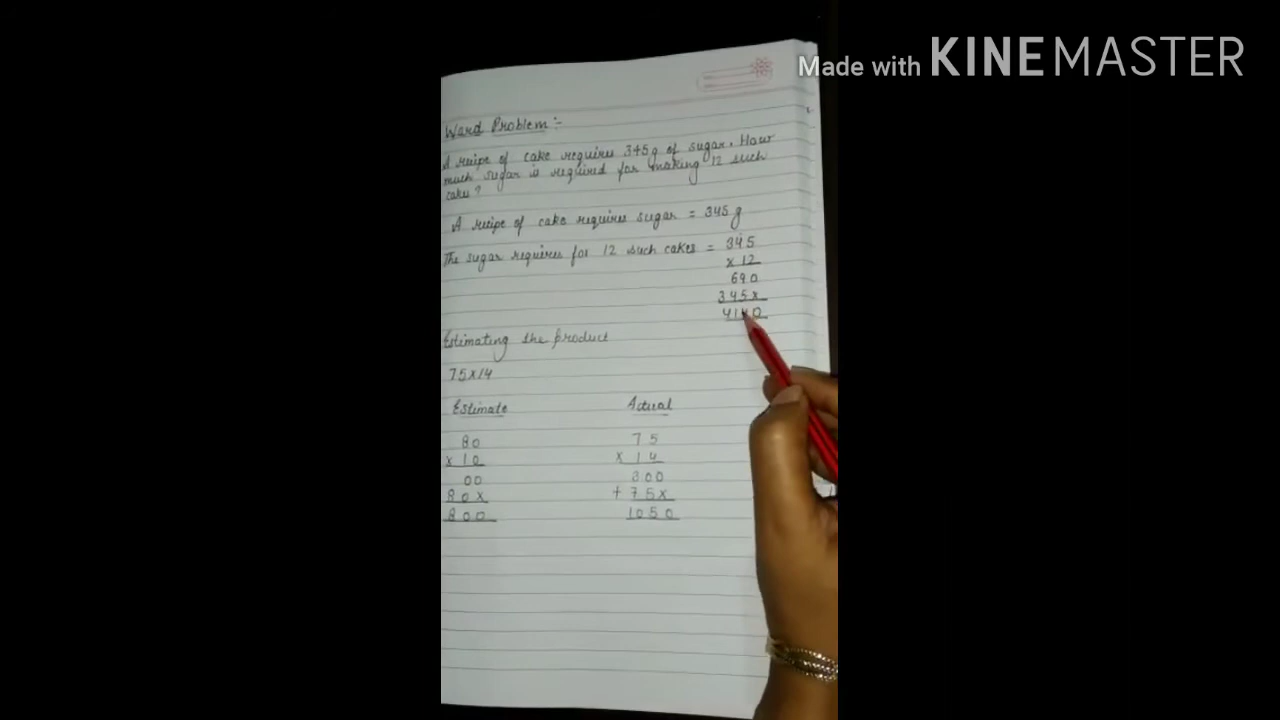 Made with KINEMASTER
Word Problem :-
A recipe of cake requires 345g of sugar. How
much sugar is required for making 12 such
cakes?
A recipe of cake requires sugar = 345 g
The sugar requires for 12 such cakes = 345
x 12
690
345x
4140
Estimating the product
75x14
Estimate
80
x 10
00
80x
800
Actual
75
x 14
300
+ 75x
1050